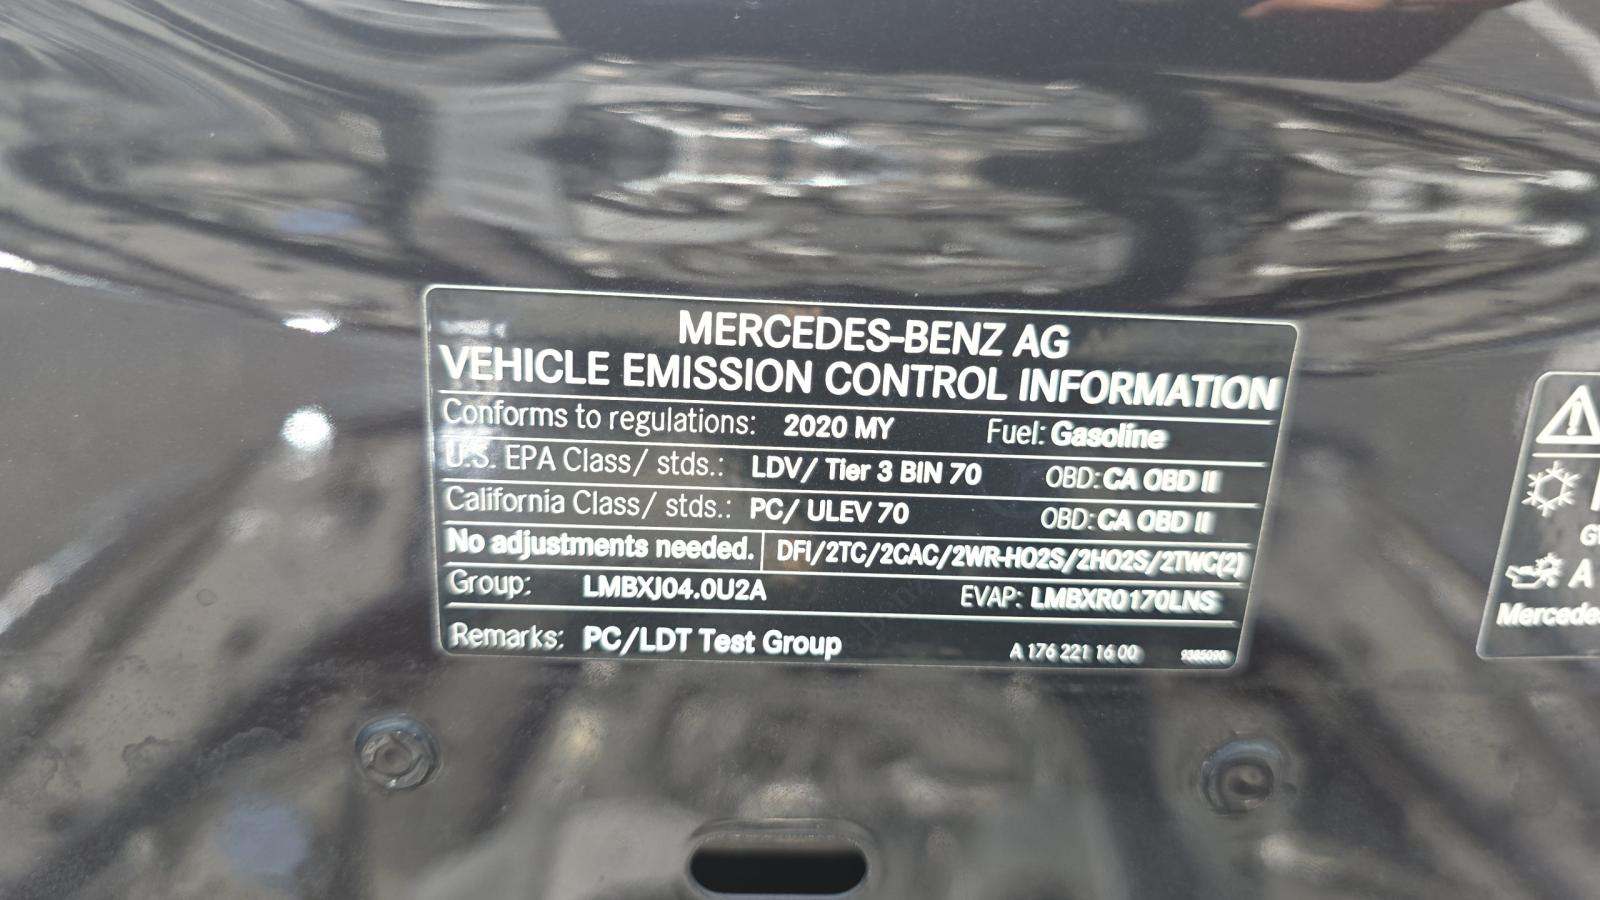 MERCEDES-BENZ AG
VEHICLE EMISSION CONTROL INFORMATION
Conforms to regulations: 2020 MY Fuel: Gasoline
U.S. EPA Class/ stds.: LDV/ Tier 3 BIN 70 OBD: CA OBD II
California Class/ stds.: PC/ ULEV 70 OBD: CA OBD II
No adjustments needed. DFI/2TC/2CAC/2WR-HO2S/2HO2S/2TWC(2)
Group: LMBXJ04.0U2A EVAP: LMBXR0170LNS
Remarks: PC/LDT Test Group A 176 221 16 00
A